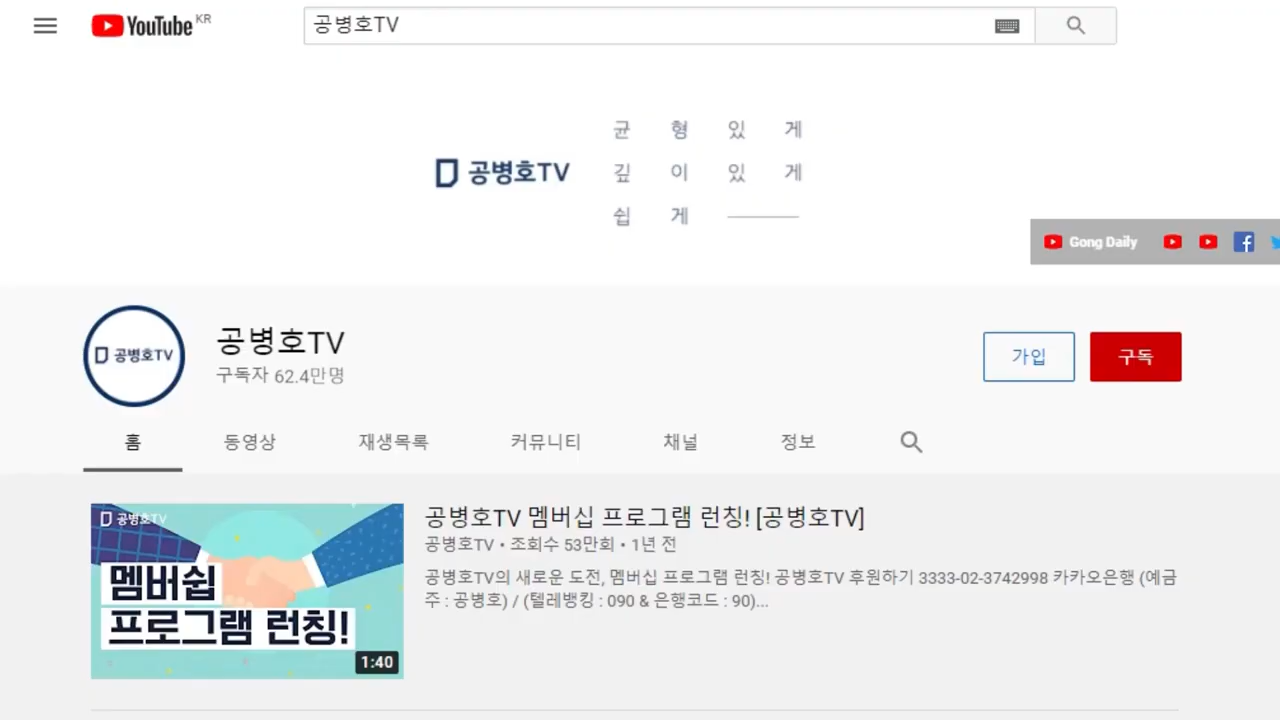 YouTube KR
공병호TV
공병호TV
균 형 있 게
깊 이 있 게
쉽 게
Gong Daily
공병호TV
공병호TV
구독자 62.4만명
가입
구독
홈 동영상 재생목록 커뮤니티 채널 정보
공병호TV
멤버쉽
프로그램 런칭!
1:40
공병호TV 멤버십 프로그램 런칭! [공병호TV]
공병호TV • 조회수 53만회 • 1년 전
공병호TV의 새로운 도전, 멤버십 프로그램 런칭! 공병호TV 후원하기 3333-02-3742998 카카오은행 (예금
주 : 공병호) / (텔레뱅킹 : 090 & 은행코드 : 90)...